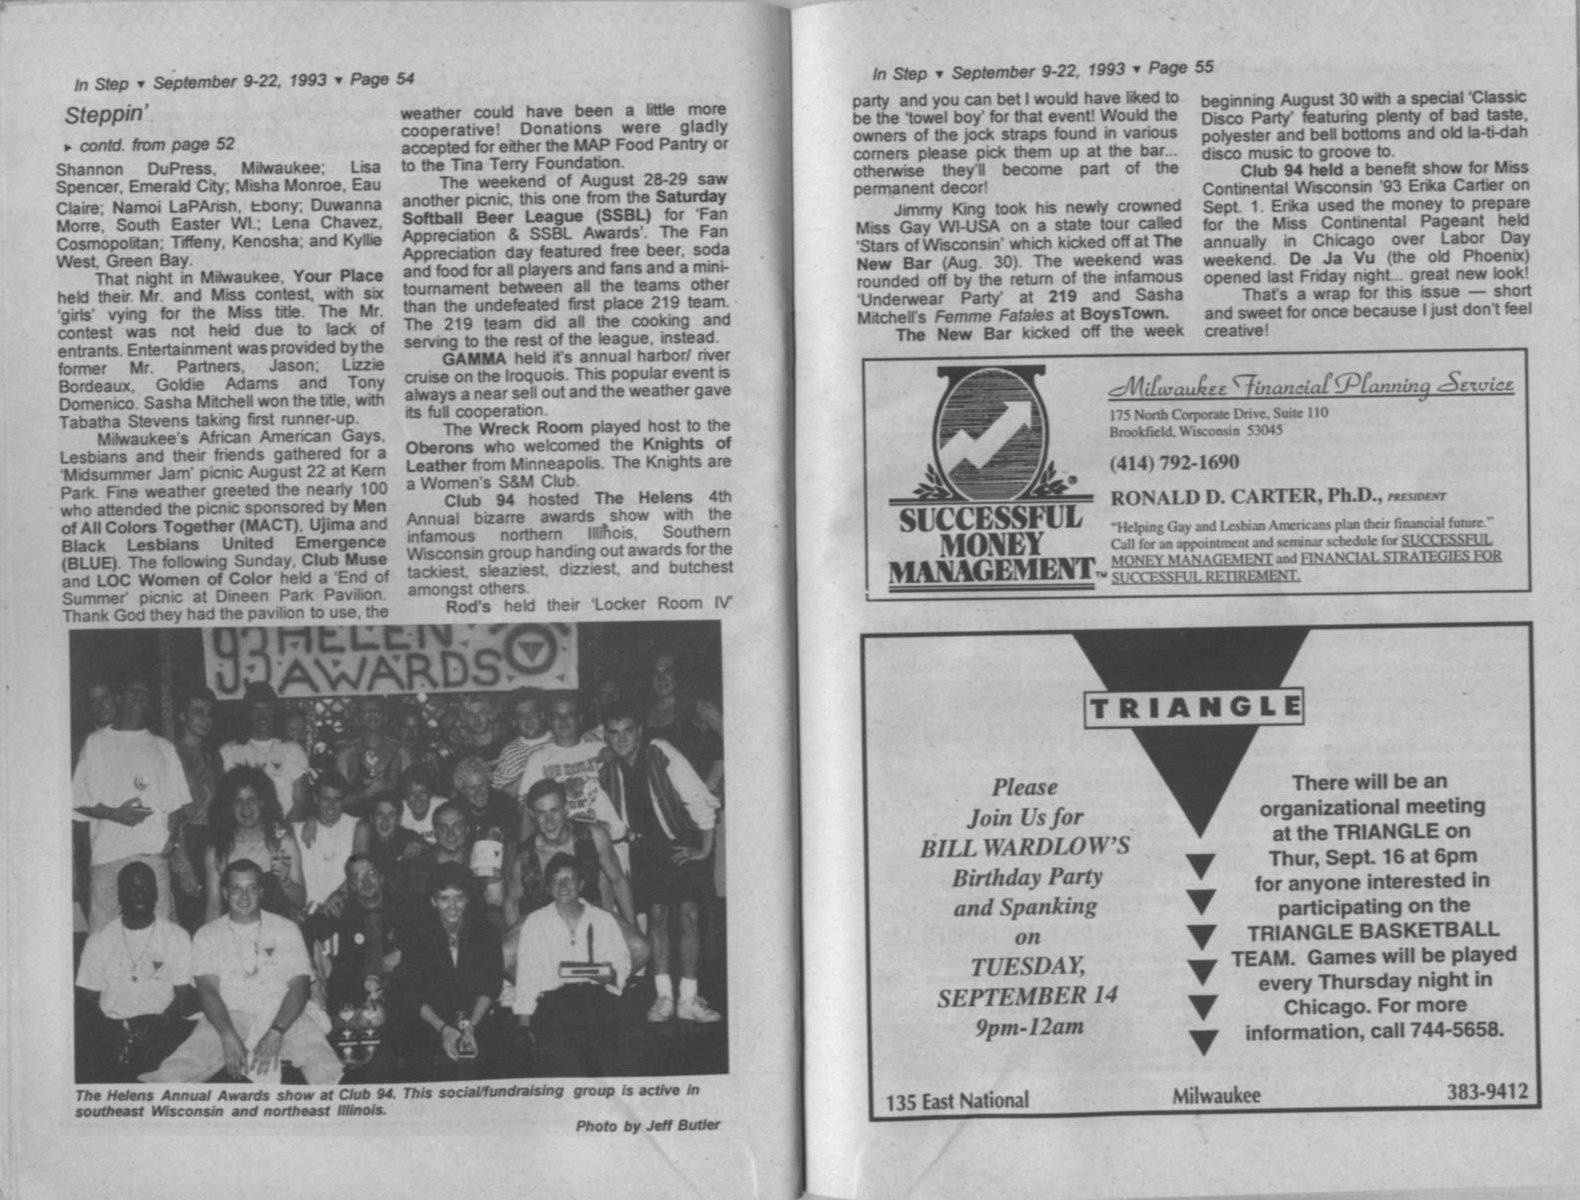 In Step ▾ September 9-22, 1993 ▾ Page 54
Steppin'
▸ contd. from page 52
Shannon DuPress, Milwaukee; Lisa
Spencer, Emerald City; Misha Monroe, Eau
Claire; Namoi LaPArish, Ebony; Duwanna
Morre, South Easter WI.; Lena Chavez,
Cosmopolitan; Tiffeny, Kenosha; and Kyllie
West, Green Bay.
That night in Milwaukee, Your Place
held their Mr. and Miss contest, with six
'girls' vying for the Miss title. The Mr.
contest was not held due to lack of
entrants. Entertainment was provided by the
former Mr. Partners, Jason; Lizzie
Bordeaux, Goldie Adams and Tony
Domenico. Sasha Mitchell won the title, with
Tabatha Stevens taking first runner-up.
Milwaukee's African American Gays,
Lesbians and their friends gathered for a
'Midsummer Jam' picnic August 22 at Kern
Park. Fine weather greeted the nearly 100
who attended the picnic sponsored by Men
of All Colors Together (MACT), Ujima and
Black Lesbians United Emergence
(BLUE). The following Sunday, Club Muse
and LOC Women of Color held a 'End of
Summer' picnic at Dineen Park Pavilion.
Thank God they had the pavilion to use, the
weather could have been a little more
cooperative! Donations were gladly
accepted for either the MAP Food Pantry or
to the Tina Terry Foundation.
The weekend of August 28-29 saw
another picnic, this one from the Saturday
Softball Beer League (SSBL) for 'Fan
Appreciation & SSBL Awards'. The Fan
Appreciation day featured free beer, soda
and food for all players and fans and a mini-
tournament between all the teams other
than the undefeated first place 219 team.
The 219 team did all the cooking and
serving to the rest of the league, instead.
GAMMA held it's annual harbor/ river
cruise on the Iroquois. This popular event is
always a near sell out and the weather gave
its full cooperation.
The Wreck Room played host to the
Oberons who welcomed the Knights of
Leather from Minneapolis. The Knights are
a Women's S&M Club.
Club 94 hosted The Helens 4th
Annual bizarre awards show with the
infamous northern Illinois, Southern
Wisconsin group handing out awards for the
tackiest, sleaziest, dizziest, and butchest
amongst others.
Rod's held their 'Locker Room IV'
93 HELEN
AWARDS
The Helens Annual Awards show at Club 94. This social/fundraising group is active in
southeast Wisconsin and northeast Illinois.
Photo by Jeff Butler
In Step ▾ September 9-22, 1993 ▾ Page 55
party and you can bet I would have liked to
be the 'towel boy' for that event! Would the
owners of the jock straps found in various
corners please pick them up at the bar...
otherwise they'll become part of the
permanent decor!
Jimmy King took his newly crowned
Miss Gay WI-USA on a state tour called
'Stars of Wisconsin' which kicked off at The
New Bar (Aug. 30). The weekend was
rounded off by the return of the infamous
'Underwear Party' at 219 and Sasha
Mitchell's Femme Fatales at BoysTown.
The New Bar kicked off the week
beginning August 30 with a special 'Classic
Disco Party' featuring plenty of bad taste,
polyester and bell bottoms and old la-ti-dah
disco music to groove to.
Club 94 held a benefit show for Miss
Continental Wisconsin '93 Erika Cartier on
Sept. 1. Erika used the money to prepare
for the Miss Continental Pageant held
annually in Chicago over Labor Day
weekend. De Ja Vu (the old Phoenix)
opened last Friday night... great new look!
That's a wrap for this issue — short
and sweet for once because I just don't feel
creative!
SUCCESSFUL
MONEY
MANAGEMENT™
Milwaukee Financial Planning Service
175 North Corporate Drive, Suite 110
Brookfield, Wisconsin 53045
(414) 792-1690
RONALD D. CARTER, Ph.D., PRESIDENT
"Helping Gay and Lesbian Americans plan their financial future."
Call for an appointment and seminar schedule for SUCCESSFUL
MONEY MANAGEMENT and FINANCIAL STRATEGIES FOR
SUCCESSFUL RETIREMENT.
TRIANGLE
Please
Join Us for
BILL WARDLOW'S
Birthday Party
and Spanking
on
TUESDAY,
SEPTEMBER 14
9pm-12am
There will be an
organizational meeting
at the TRIANGLE on
Thur, Sept. 16 at 6pm
for anyone interested in
participating on the
TRIANGLE BASKETBALL
TEAM. Games will be played
every Thursday night in
Chicago. For more
information, call 744-5658.
135 East National Milwaukee 383-9412